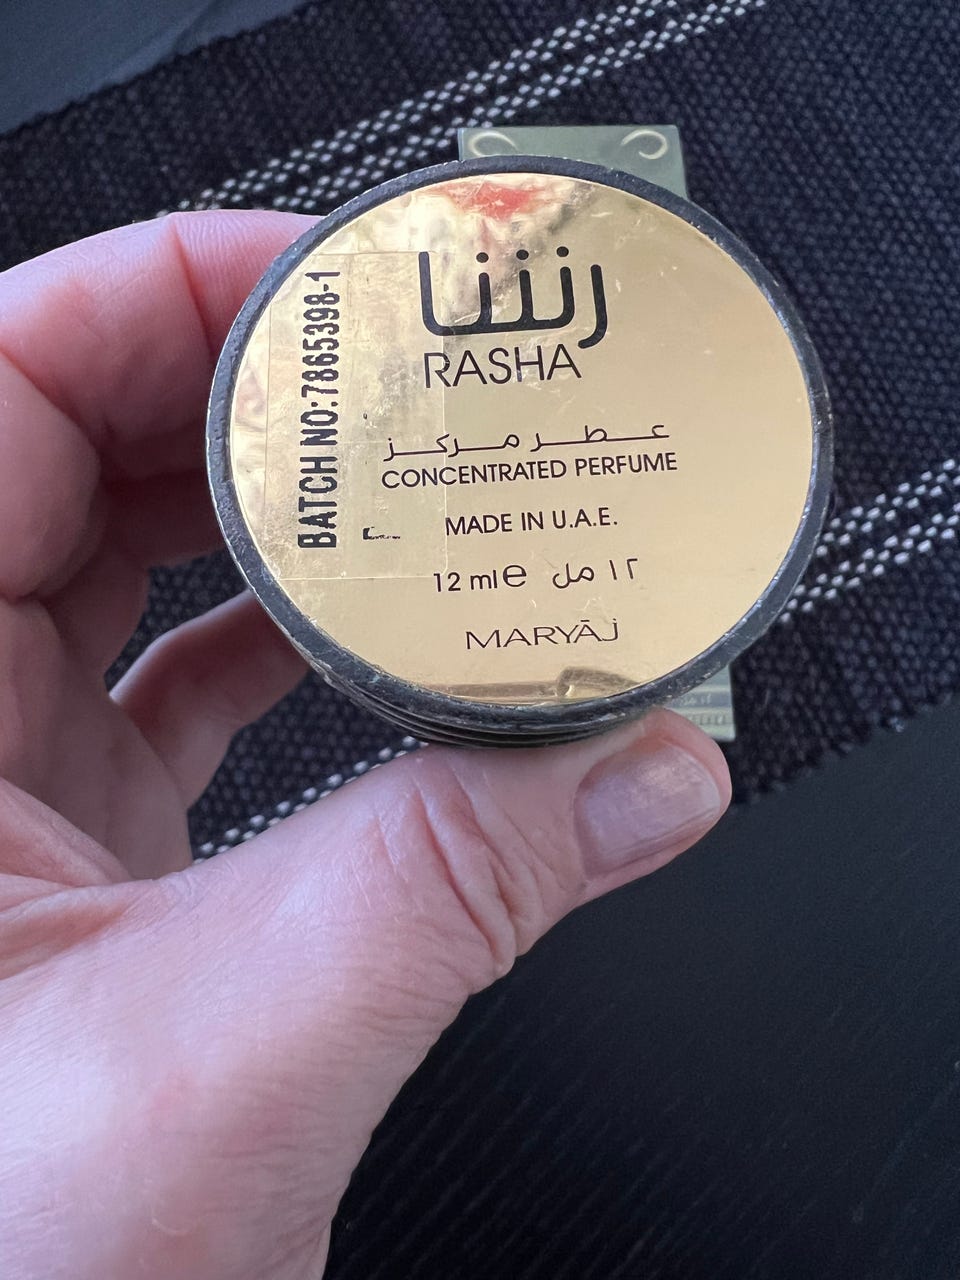 رشا
RASHA
عطر مركز
CONCENTRATED PERFUME
MADE IN U.A.E.
12 ml e ١٢ مل
MARYĀJ
BATCH NO:7865398-1